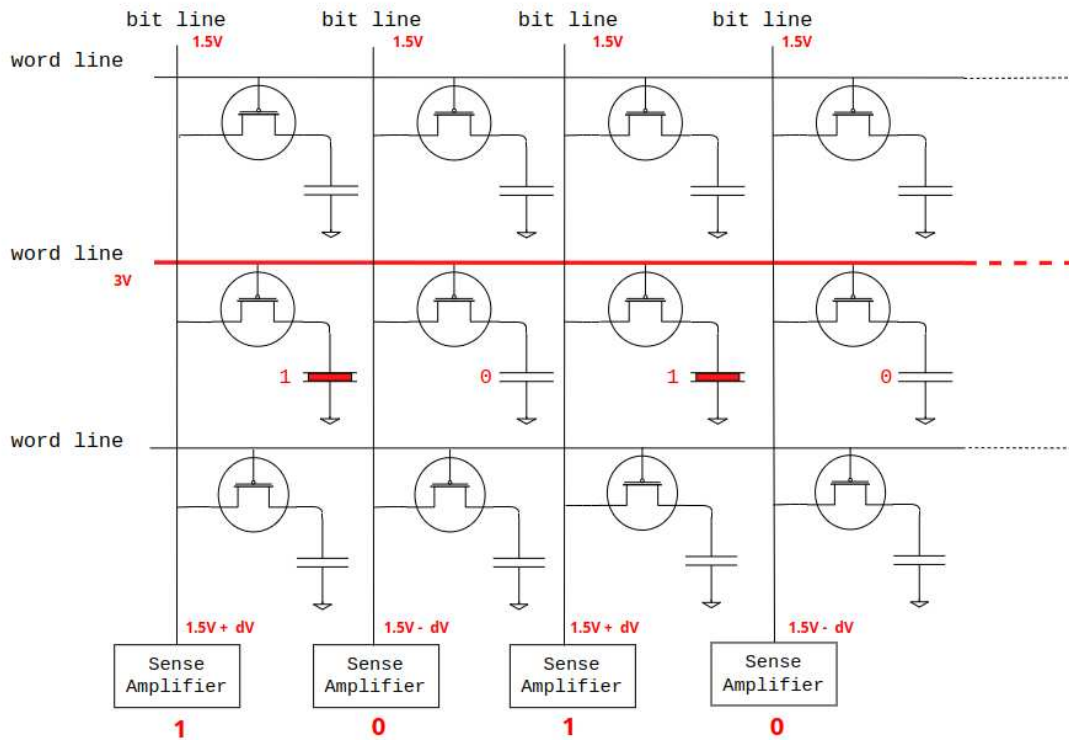 bit line bit line bit line bit line
1.5V 1.5V 1.5V 1.5V
word line
word line
3V
1 0 1 0
word line
1.5V + dV 1.5V - dV 1.5V + dV 1.5V - dV
Sense Sense Sense Sense
Amplifier Amplifier Amplifier Amplifier
1 0 1 0